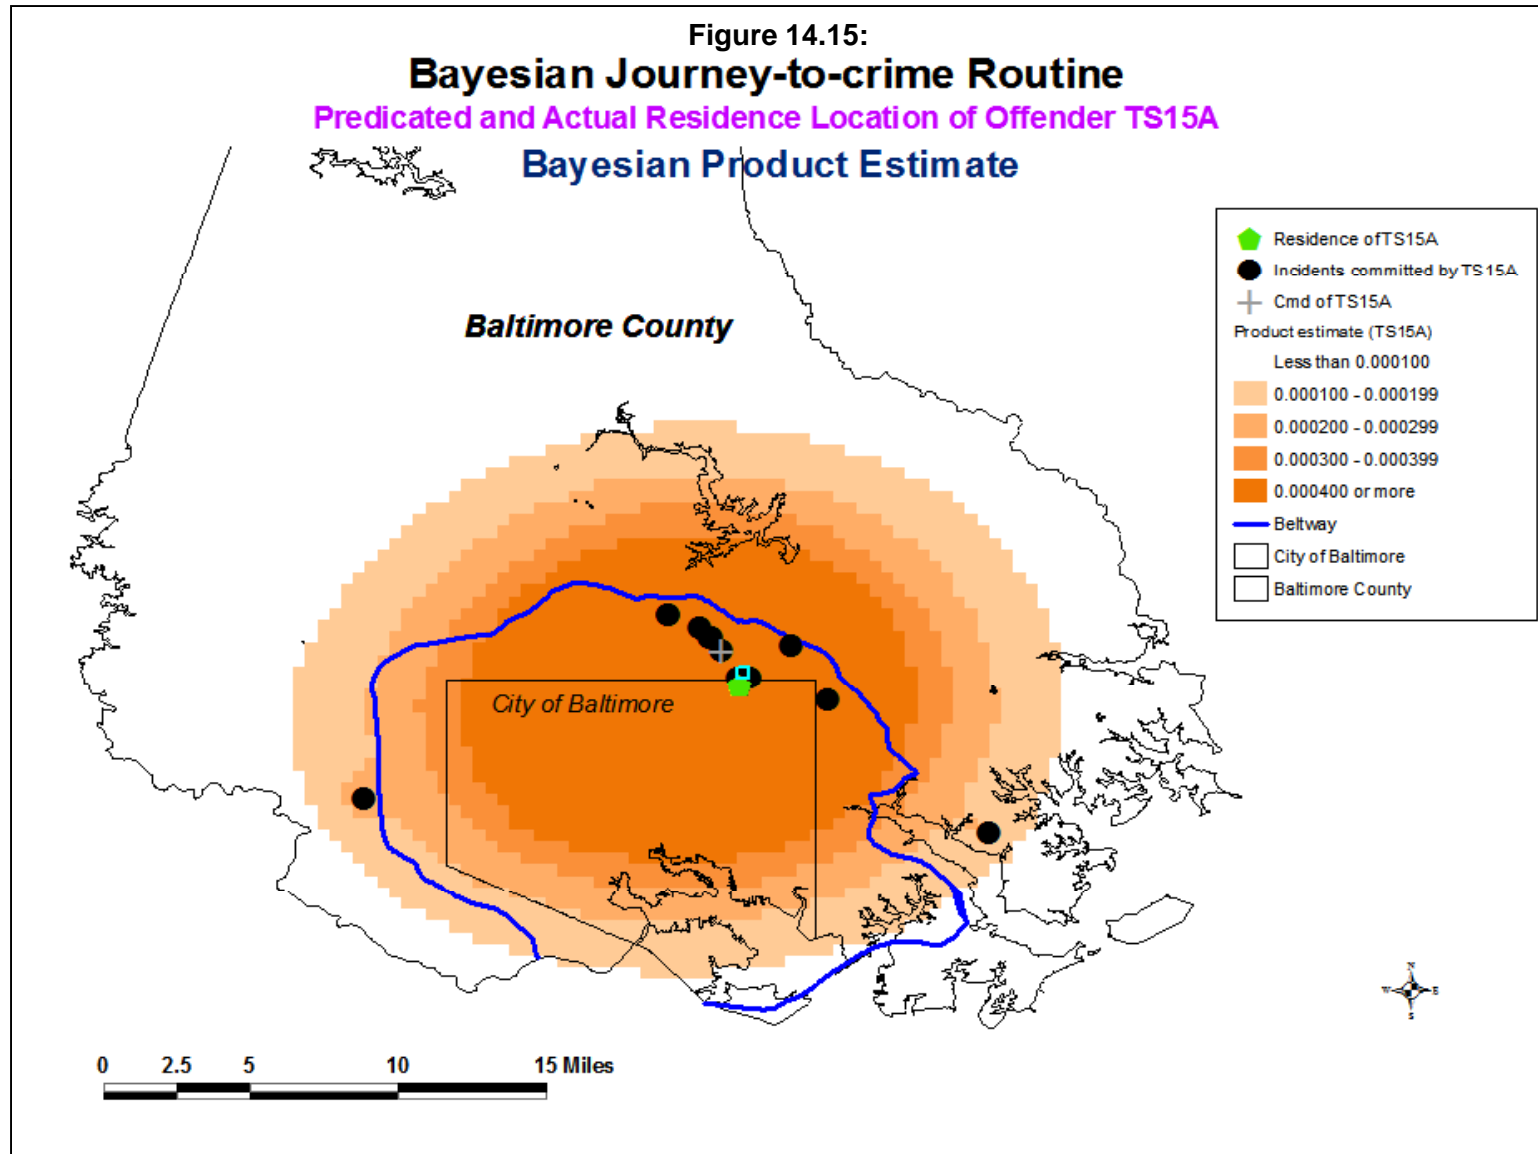 Figure 14.15:
Bayesian Journey-to-crime Routine
Predicated and Actual Residence Location of Offender TS15A
Bayesian Product Estimate
Baltimore County
City of Baltimore
Residence of TS15A
Incidents committed by TS15A
Cmd of TS15A
Product estimate (TS15A)
Less than 0.000100
0.000100 - 0.000199
0.000200 - 0.000299
0.000300 - 0.000399
0.000400 or more
Beltway
City of Baltimore
Baltimore County
N
W E
S
0 2.5 5 10 15 Miles